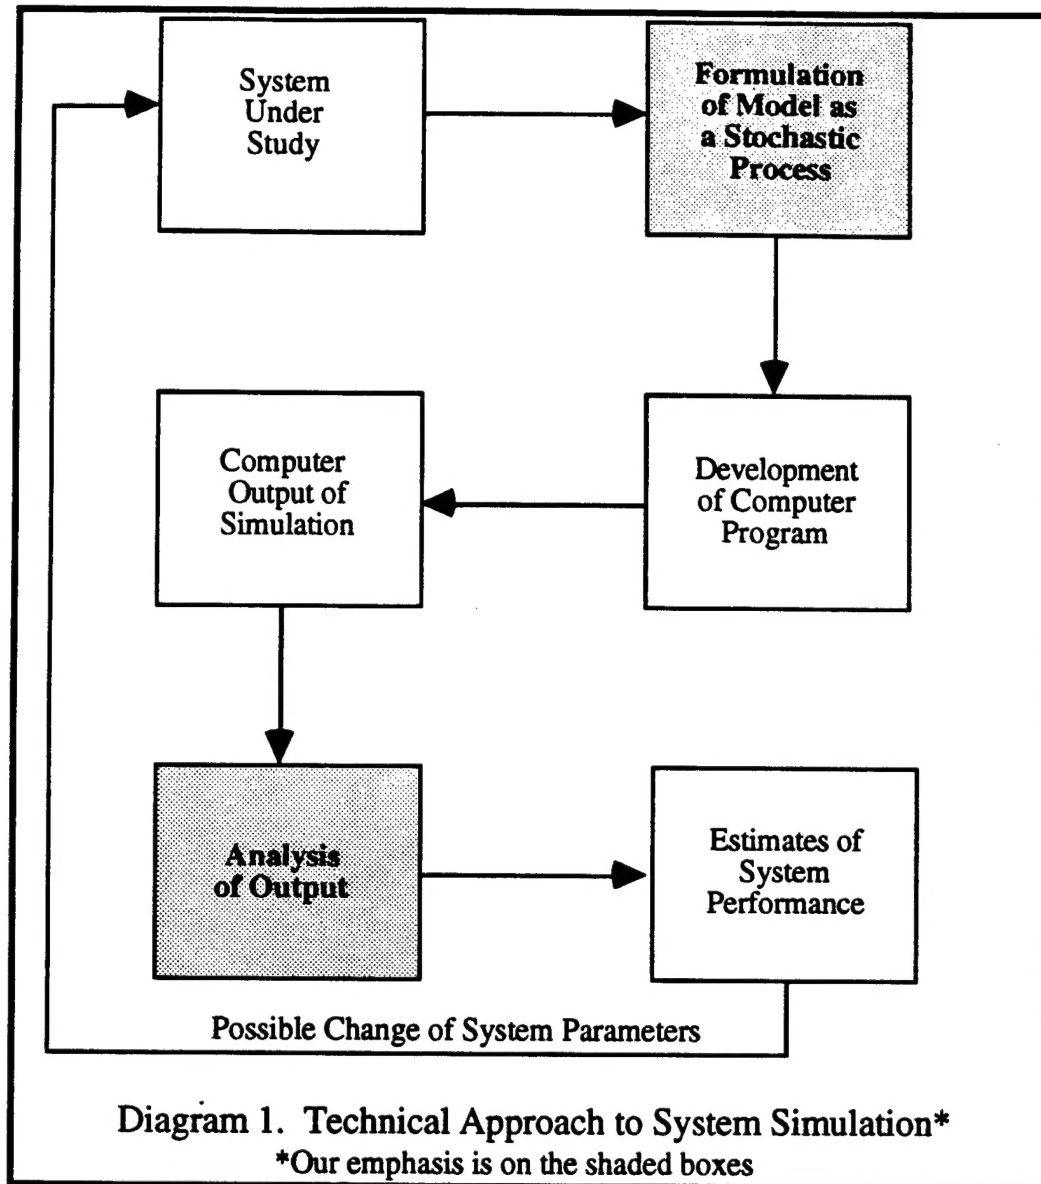 System
Under
Study
Formulation
of Model as
a Stochastic
Process
Computer
Output of
Simulation
Development
of Computer
Program
Analysis
of Output
Estimates of
System
Performance
Possible Change of System Parameters
Diagram 1. Technical Approach to System Simulation*
*Our emphasis is on the shaded boxes